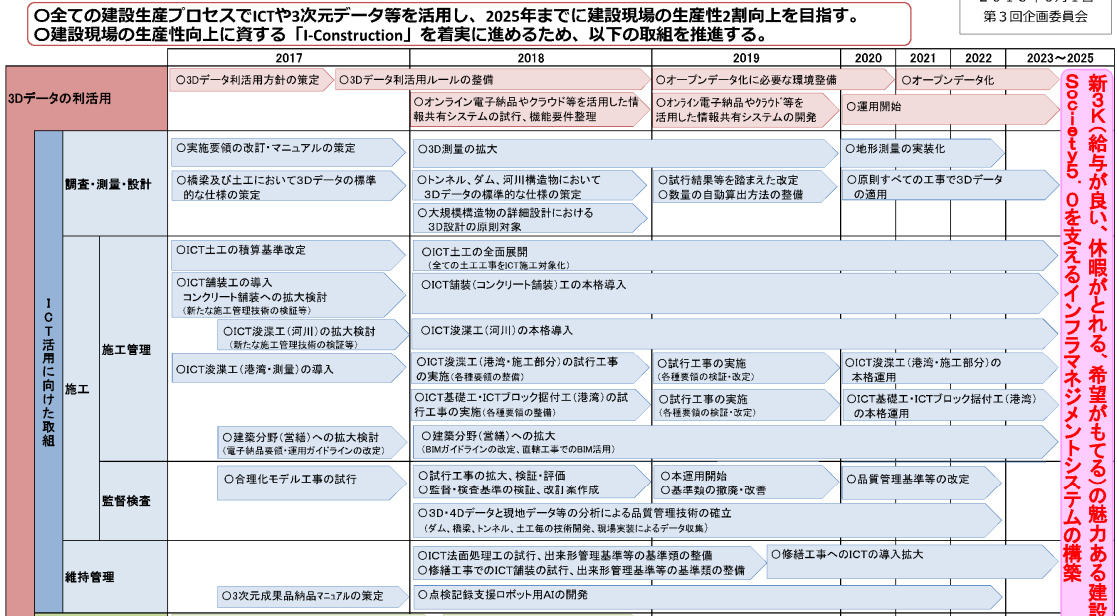 〇全ての建設生産プロセスでICTや3次元データ等を活用し、2025年までに建設現場の生産性2割向上を目指す。
〇建設現場の生産性向上に資する「I-Construction」を着実に進めるため、以下の取組を推進する。
第３回企画委員会
2017
2018
2019
2020
2021
2022
2023～2025
3Dデータの利活用
〇3Dデータ利活用方針の策定
〇3Dデータ利活用ルールの整備
〇オープンデータ化に必要な環境整備
〇オープンデータ化
〇オンライン電子納品やクラウド等を活用した情
報共有システムの試行、機能要件整理
〇オンライン電子納品やクラウド等を
活用した情報共有システムの開発
〇運用開始
ICT活用に向けた取組
調査・測量・設計
〇実施要領の改訂・マニュアルの策定
〇3D測量の拡大
〇地形測量の実装化
〇橋梁及び土工において3Dデータの標準
的な仕様の策定
〇トンネル、ダム、河川構造物において
3Dデータの標準的な仕様の策定
〇試行結果等を踏まえた改定
〇数量の自動算出方法の整備
〇原則すべての工事で3Dデータ
の適用
〇大規模構造物の詳細設計における
3D設計の原則対象
施工
施工管理
〇ICT土工の積算基準改定
〇ICT土工の全面展開
（全ての土工工事をICT施工対象化）
〇ICT舗装工の導入
コンクリート舗装への拡大検討
（新たな施工管理技術の検証等）
〇ICT舗装（コンクリート舗装）工の本格導入
〇ICT浚渫工（河川）の拡大検討
（新たな施工管理技術の検証等）
〇ICT浚渫工（河川）の本格導入
〇ICT浚渫工（港湾・測量）の導入
〇ICT浚渫工（港湾・施工部分）の試行工事
の実施（各種要領の整備）
〇試行工事の実施
（各種要領の検証・改定）
〇ICT浚渫工（港湾・施工部分）の
本格運用
〇ICT基礎工・ICTブロック据付工（港湾）の試
行工事の実施（各種要領の整備）
〇試行工事の実施
（各種要領の検証・改定）
〇ICT基礎工・ICTブロック据付工（港湾）
の本格運用
〇建築分野（営繕）への拡大検討
（電子納品要領・運用ガイドラインの改定）
〇建築分野（営繕）への拡大
（BIMガイドラインの改定、直轄工事でのBIM活用）
監督検査
〇合理化モデル工事の試行
〇試行工事の拡大、検証・評価
〇監督・検査基準の検証、改訂案作成
〇本運用開始
〇基準類の撤廃・改善
〇品質管理基準等の改定
〇3D・4Dデータと現地データ等の分析による品質管理技術の確立
（ダム、橋梁、トンネル、土工毎の技術開発、現場実装によるデータ収集）
維持管理
〇ICT法面処理工の試行、出来形管理基準等の基準類の整備
〇修繕工事でのICT舗装の試行、出来形管理基準等の基準類の整備
〇修繕工事へのICTの導入拡大
〇3次元成果品納品マニュアルの策定
〇点検記録支援ロボット用AIの開発
新３K（給与が良い、休暇がとれる、希望がもてる）の魅力ある建設
Society5.0を支えるインフラマネジメントシステムの構築